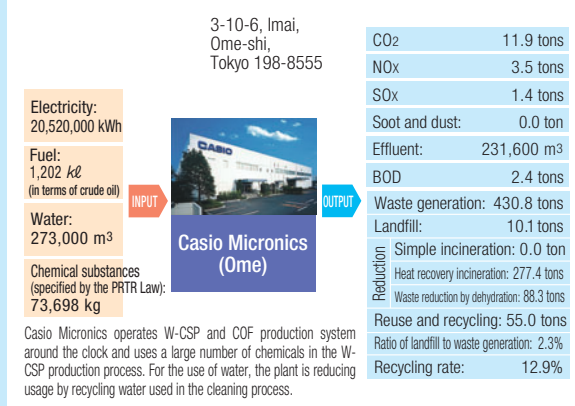 3-10-6, Imai,
Ome-shi,
Tokyo 198-8555
Electricity:
20,520,000 kWh
Fuel:
1,202 kℓ
(in terms of crude oil)
Water:
273,000 m3
Chemical substances
(specified by the PRTR Law):
73,698 kg
INPUT
CASIO
Casio Micronics
(Ome)
OUTPUT
CO2 11.9 tons
NOX 3.5 tons
SOX 1.4 tons
Soot and dust: 0.0 ton
Effluent: 231,600 m3
BOD 2.4 tons
Waste generation: 430.8 tons
Landfill: 10.1 tons
Reduction
Simple incineration: 0.0 ton
Heat recovery incineration: 277.4 tons
Waste reduction by dehydration: 88.3 tons
Reuse and recycling: 55.0 tons
Ratio of landfill to waste generation: 2.3%
Recycling rate: 12.9%
Casio Micronics operates W-CSP and COF production system
around the clock and uses a large number of chemicals in the W-
CSP production process. For the use of water, the plant is reducing
usage by recycling water used in the cleaning process.